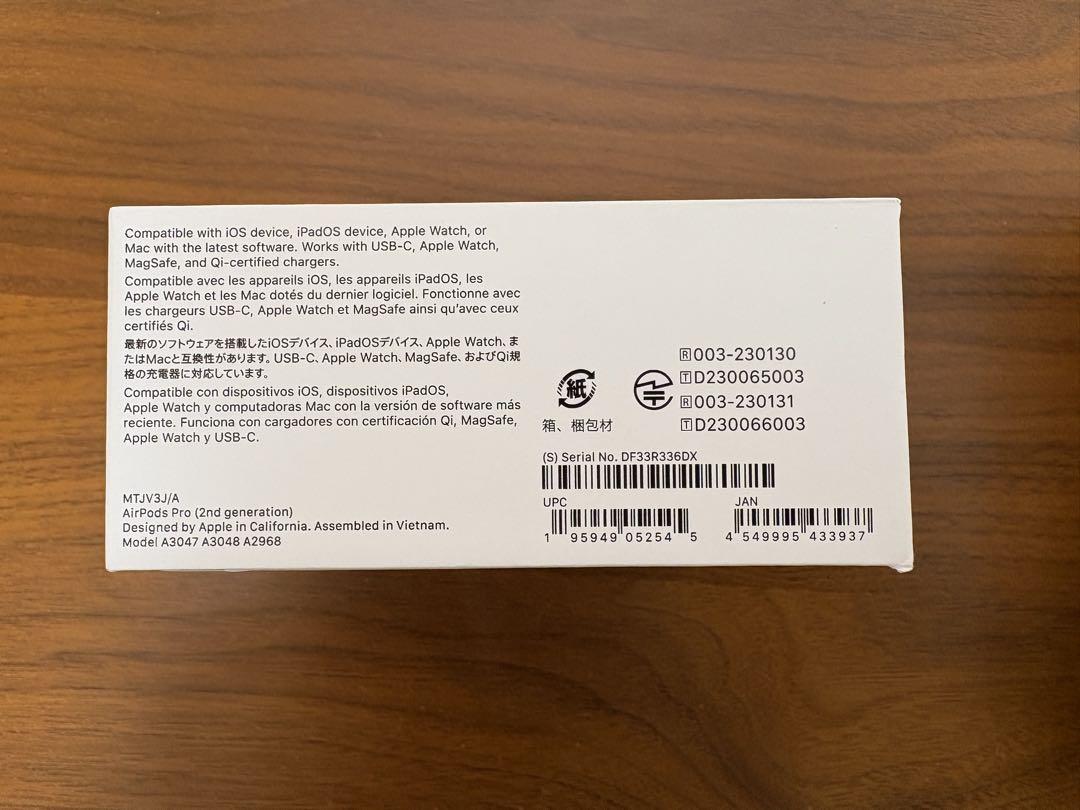 Compatible with iOS device, iPadOS device, Apple Watch, or
Mac with the latest software. Works with USB-C, Apple Watch,
MagSafe, and Qi-certified chargers.
Compatible avec les appareils iOS, les appareils iPadOS, les
Apple Watch et les Mac dotés du dernier logiciel. Fonctionne avec
les chargeurs USB-C, Apple Watch et MagSafe ainsi qu'avec ceux
certifiés Qi.
最新のソフトウェアを搭載したiOSデバイス、iPadOSデバイス、Apple Watch、ま
たはMacと互換性があります。USB-C、Apple Watch、MagSafe、およびQi規
格の充電器に対応しています。
Compatible con dispositivos iOS, dispositivos iPadOS,
Apple Watch y computadoras Mac con la versión de software más
reciente. Funciona con cargadores con certificación Qi, MagSafe,
Apple Watch y USB-C.
MTJV3J/A
AirPods Pro (2nd generation)
Designed by Apple in California. Assembled in Vietnam.
Model A3047 A3048 A2968
紙
箱、梱包材
R 003-230130
T D230065003
R 003-230131
T D230066003
(S) Serial No. DF33R336DX
UPC
1 95949 05254 5
JAN
4 549995 433937